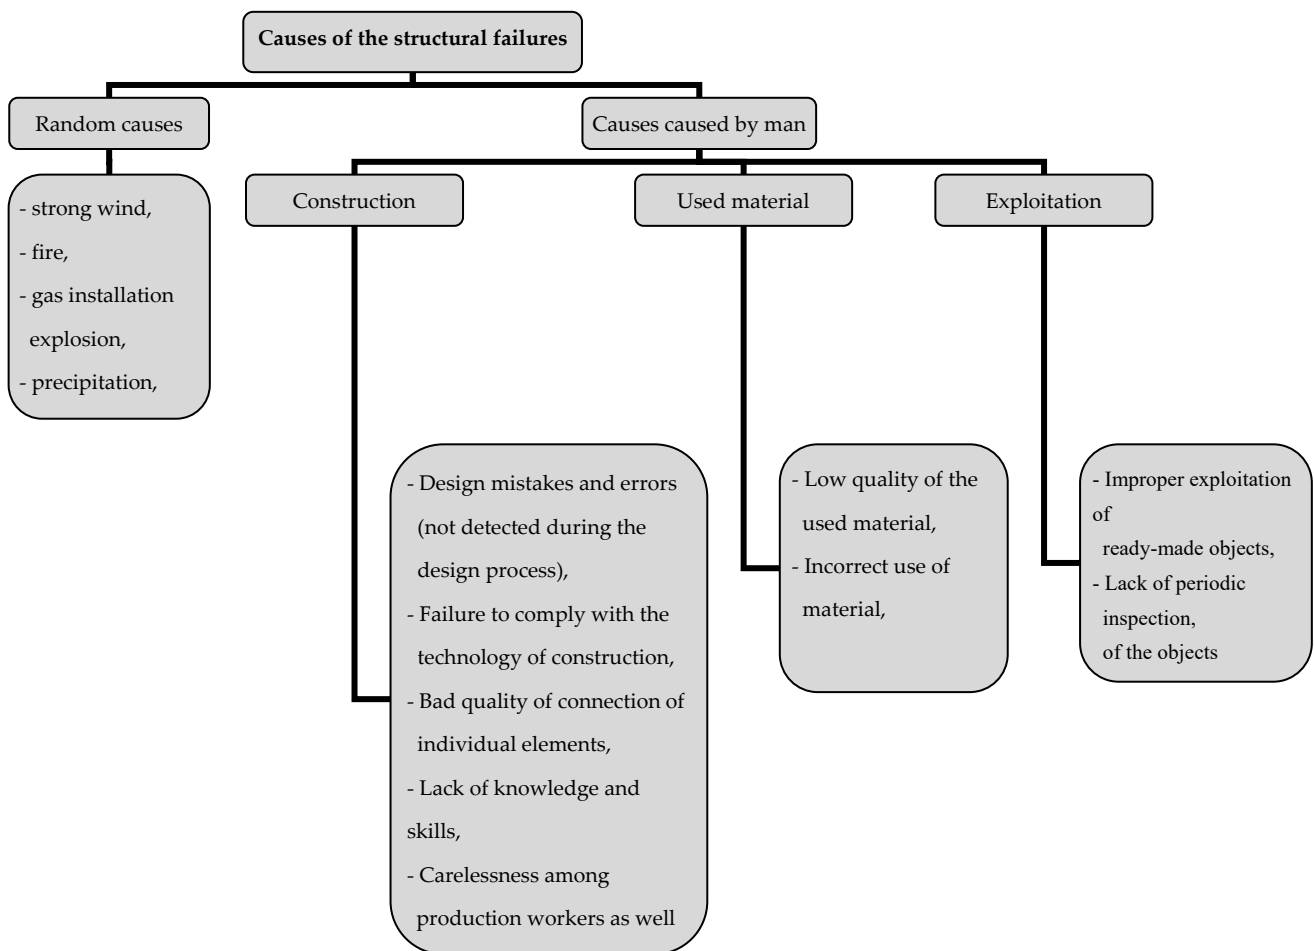 Causes of the structural failures
Random causes
Causes caused by man
- strong wind,
- fire,
- gas installation
explosion,
- precipitation,
Construction
Used material
Exploitation
- Design mistakes and errors
(not detected during the
design process),
- Failure to comply with the
technology of construction,
- Bad quality of connection of
individual elements,
- Lack of knowledge and
skills,
- Carelessness among
production workers as well
- Low quality of the
used material,
- Incorrect use of
material,
- Improper exploitation
of
ready-made objects,
- Lack of periodic
inspection,
of the objects